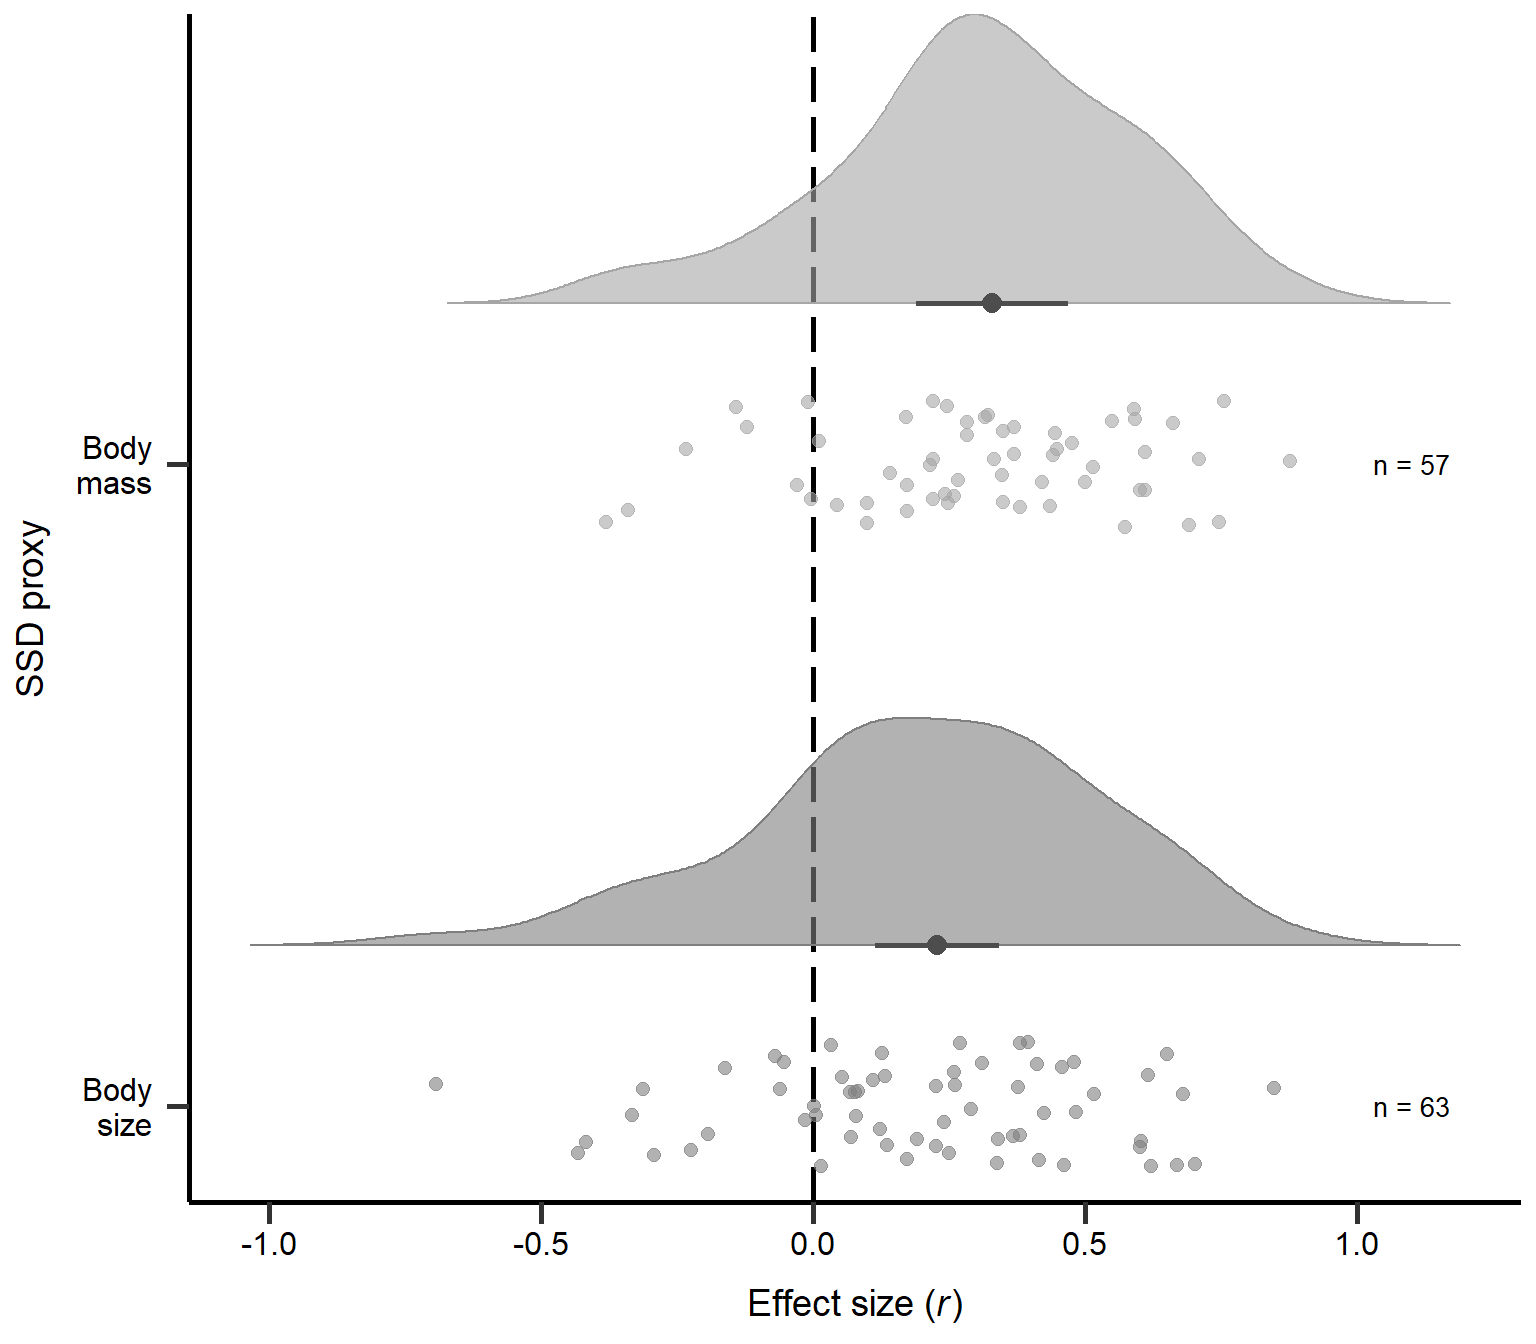 SSD proxy
Body
mass
n = 57
Body
size
n = 63
-1.0 -0.5 0.0 0.5 1.0
Effect size (r)